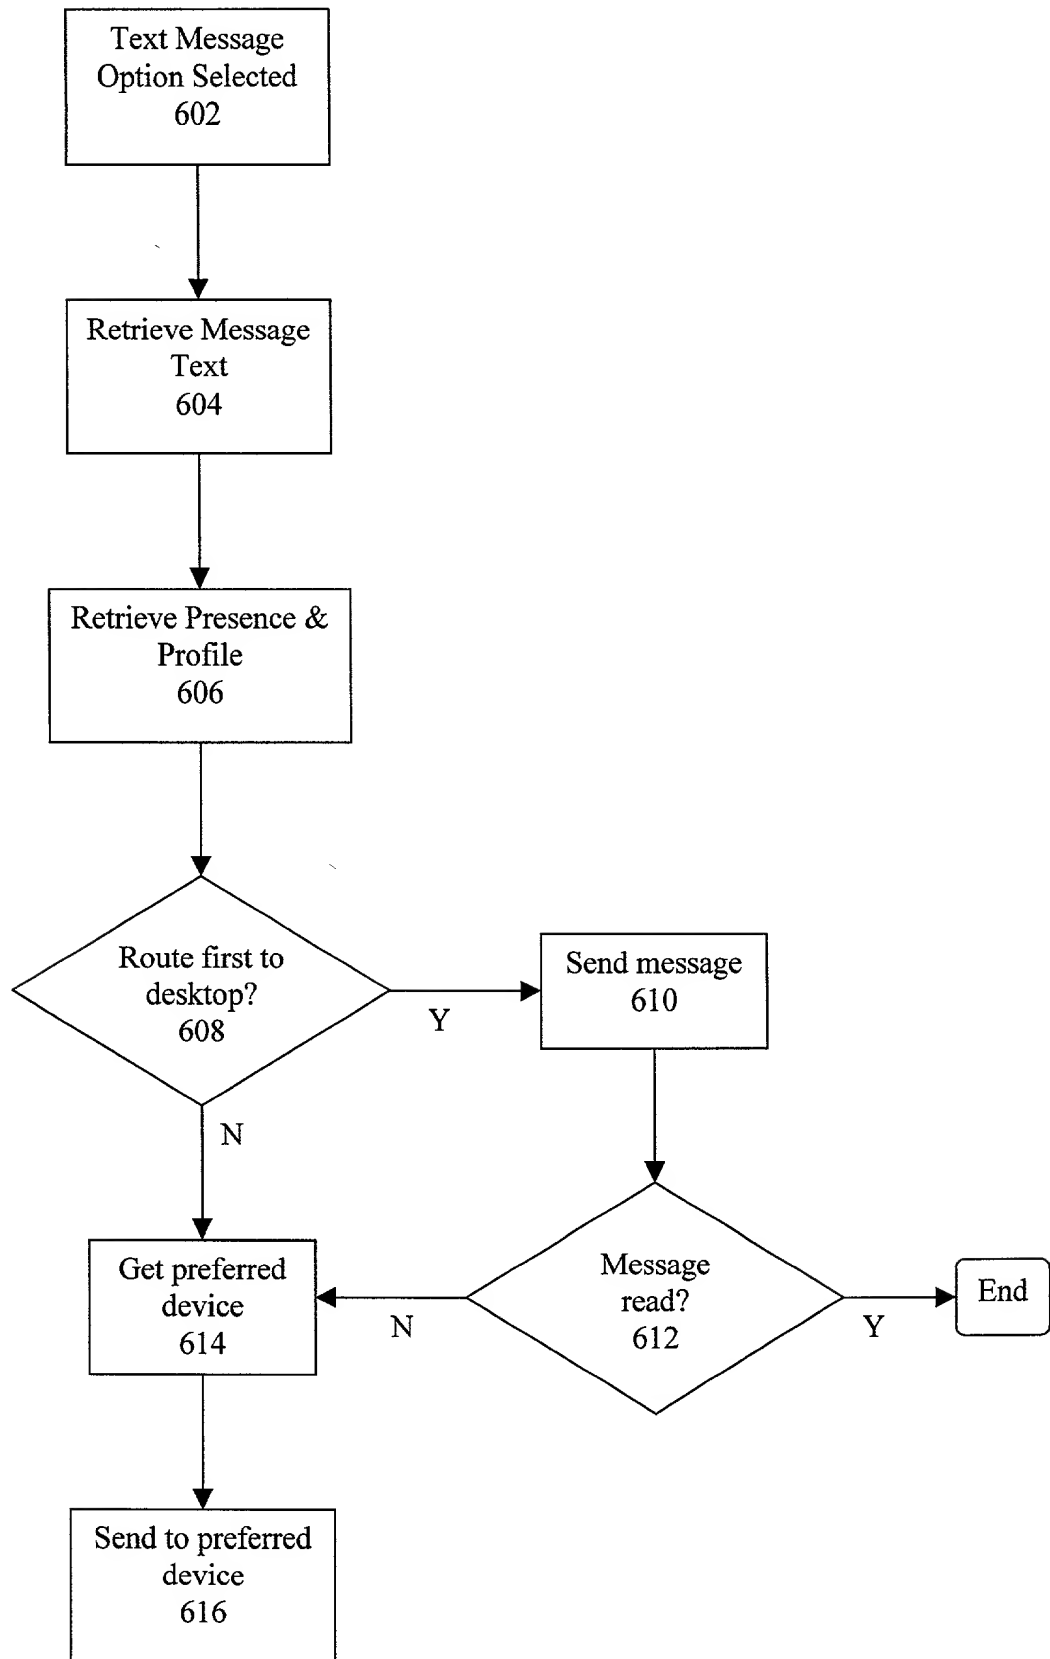 Text Message
Option Selected
602
Retrieve Message
Text
604
Retrieve Presence &
Profile
606
Route first to
desktop?
608
Y
Send message
610
N
Get preferred
device
614
N
Message
read?
612
Y
End
Send to preferred
device
616